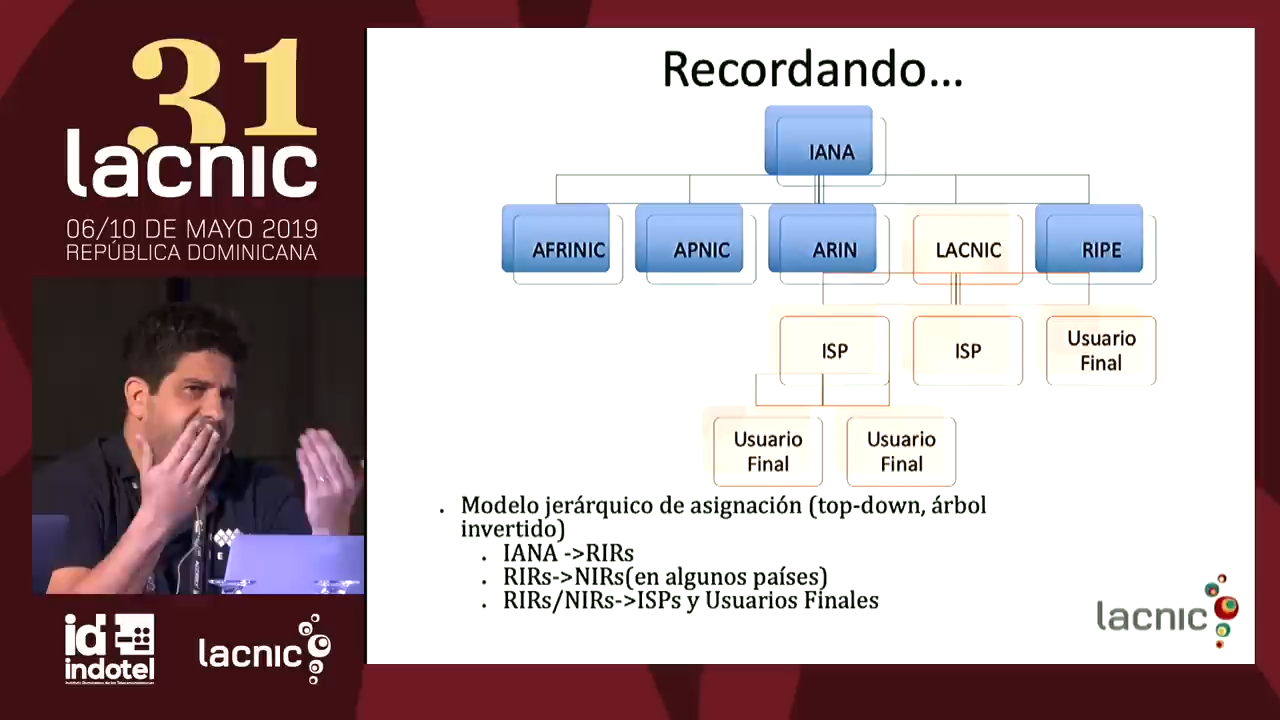 31
lacnic
06/10 DE MAYO 2019
REPÚBLICA DOMINICANA
Recordando...
IANA
AFRINIC
APNIC
ARIN
LACNIC
RIPE
ISP
ISP
Usuario
Final
Usuario
Final
Usuario
Final
. Modelo jerárquico de asignación (top-down, árbol
invertido)
. IANA ->RIRs
. RIRs->NIRs(en algunos países)
. RIRs/NIRs->ISPs y Usuarios Finales
lacnic
id
indotel
lacnic